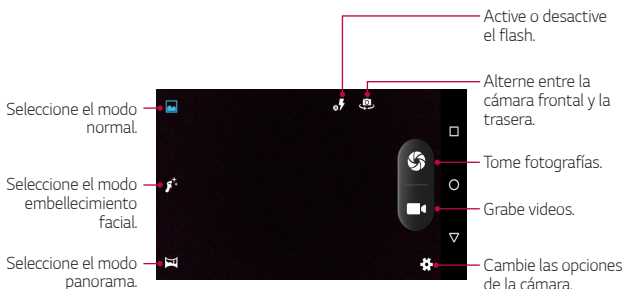 Active o desactive
el flash.
Alterne entre la
cámara frontal y la
trasera.
Seleccione el modo
normal.
Tome fotografías.
Seleccione el modo
embellecimiento
facial.
Grabe videos.
Seleccione el modo
panorama.
Cambie las opciones
de la cámara.